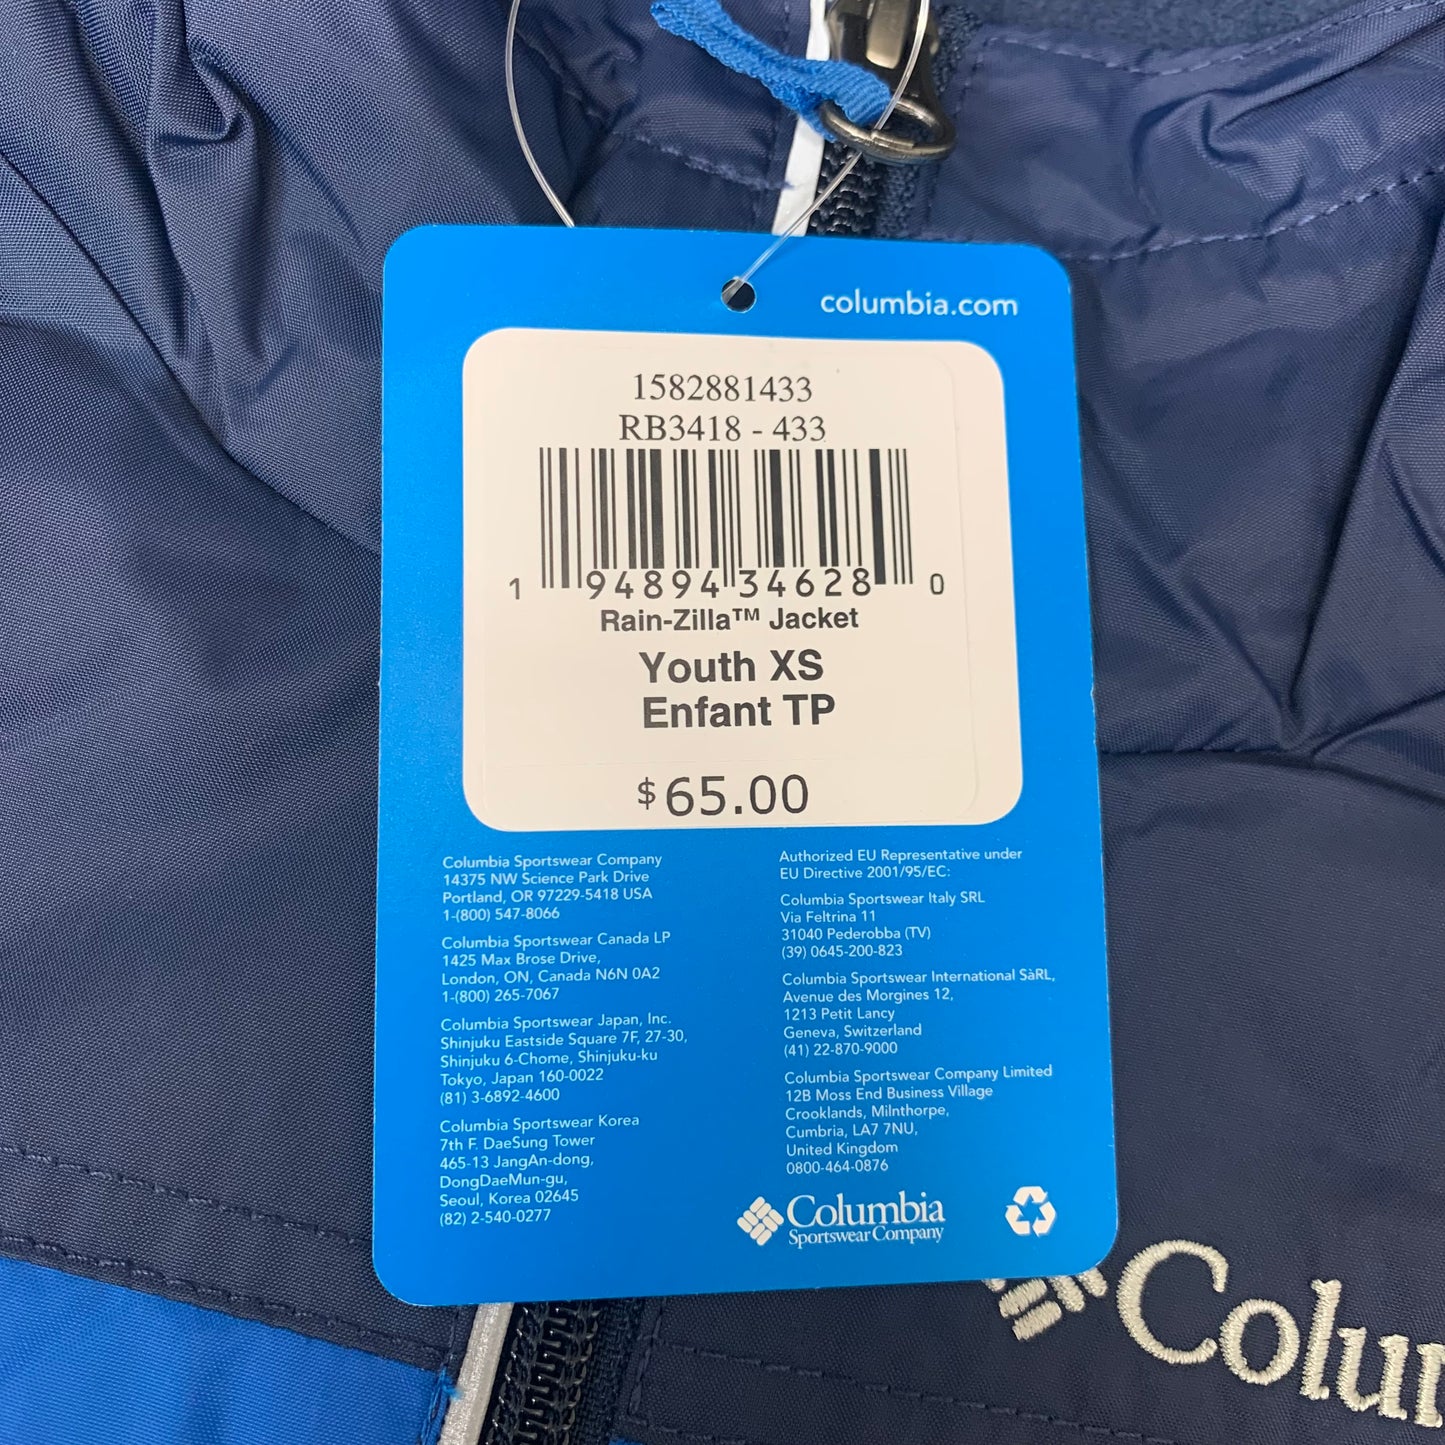 columbia.com
1582881433
RB3418 - 433
1 94894 34628 0
Rain-Zilla™ Jacket
Youth XS
Enfant TP
$65.00
Columbia Sportswear Company
14375 NW Science Park Drive
Portland, OR 97229-5418 USA
1-(800) 547-8066
Columbia Sportswear Canada LP
1425 Max Brose Drive,
London, ON, Canada N6N 0A2
1-(800) 265-7067
Columbia Sportswear Japan, Inc.
Shinjuku Eastside Square 7F, 27-30,
Shinjuku 6-Chome, Shinjuku-ku
Tokyo, Japan 160-0022
(81) 3-6892-4600
Columbia Sportswear Korea
7th F. DaeSung Tower
465-13 JangAn-dong,
DongDaeMun-gu,
Seoul, Korea 02645
(82) 2-540-0277
Authorized EU Representative under
EU Directive 2001/95/EC:
Columbia Sportswear Italy SRL
Via Feltrina 11
31040 Pederobba (TV)
(39) 0645-200-823
Columbia Sportswear International SàRL,
Avenue des Morgines 12,
1213 Petit Lancy
Geneva, Switzerland
(41) 22-870-9000
Columbia Sportswear Company Limited
12B Moss End Business Village
Crooklands, Milnthorpe,
Cumbria, LA7 7NU,
United Kingdom
0800-464-0876
Columbia
Sportswear Company
Colu